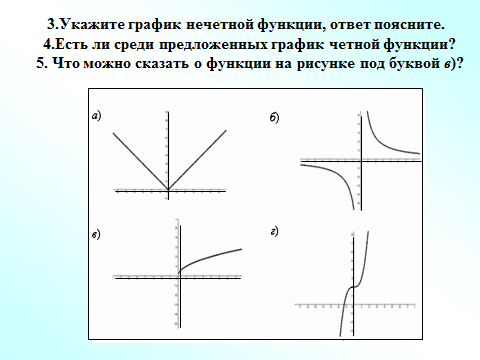 3.Укажите график нечетной функции, ответ поясните.
4.Есть ли среди предложенных график четной функции?
5. Что можно сказать о функции на рисунке под буквой в)?
а)
б)
в)
г)